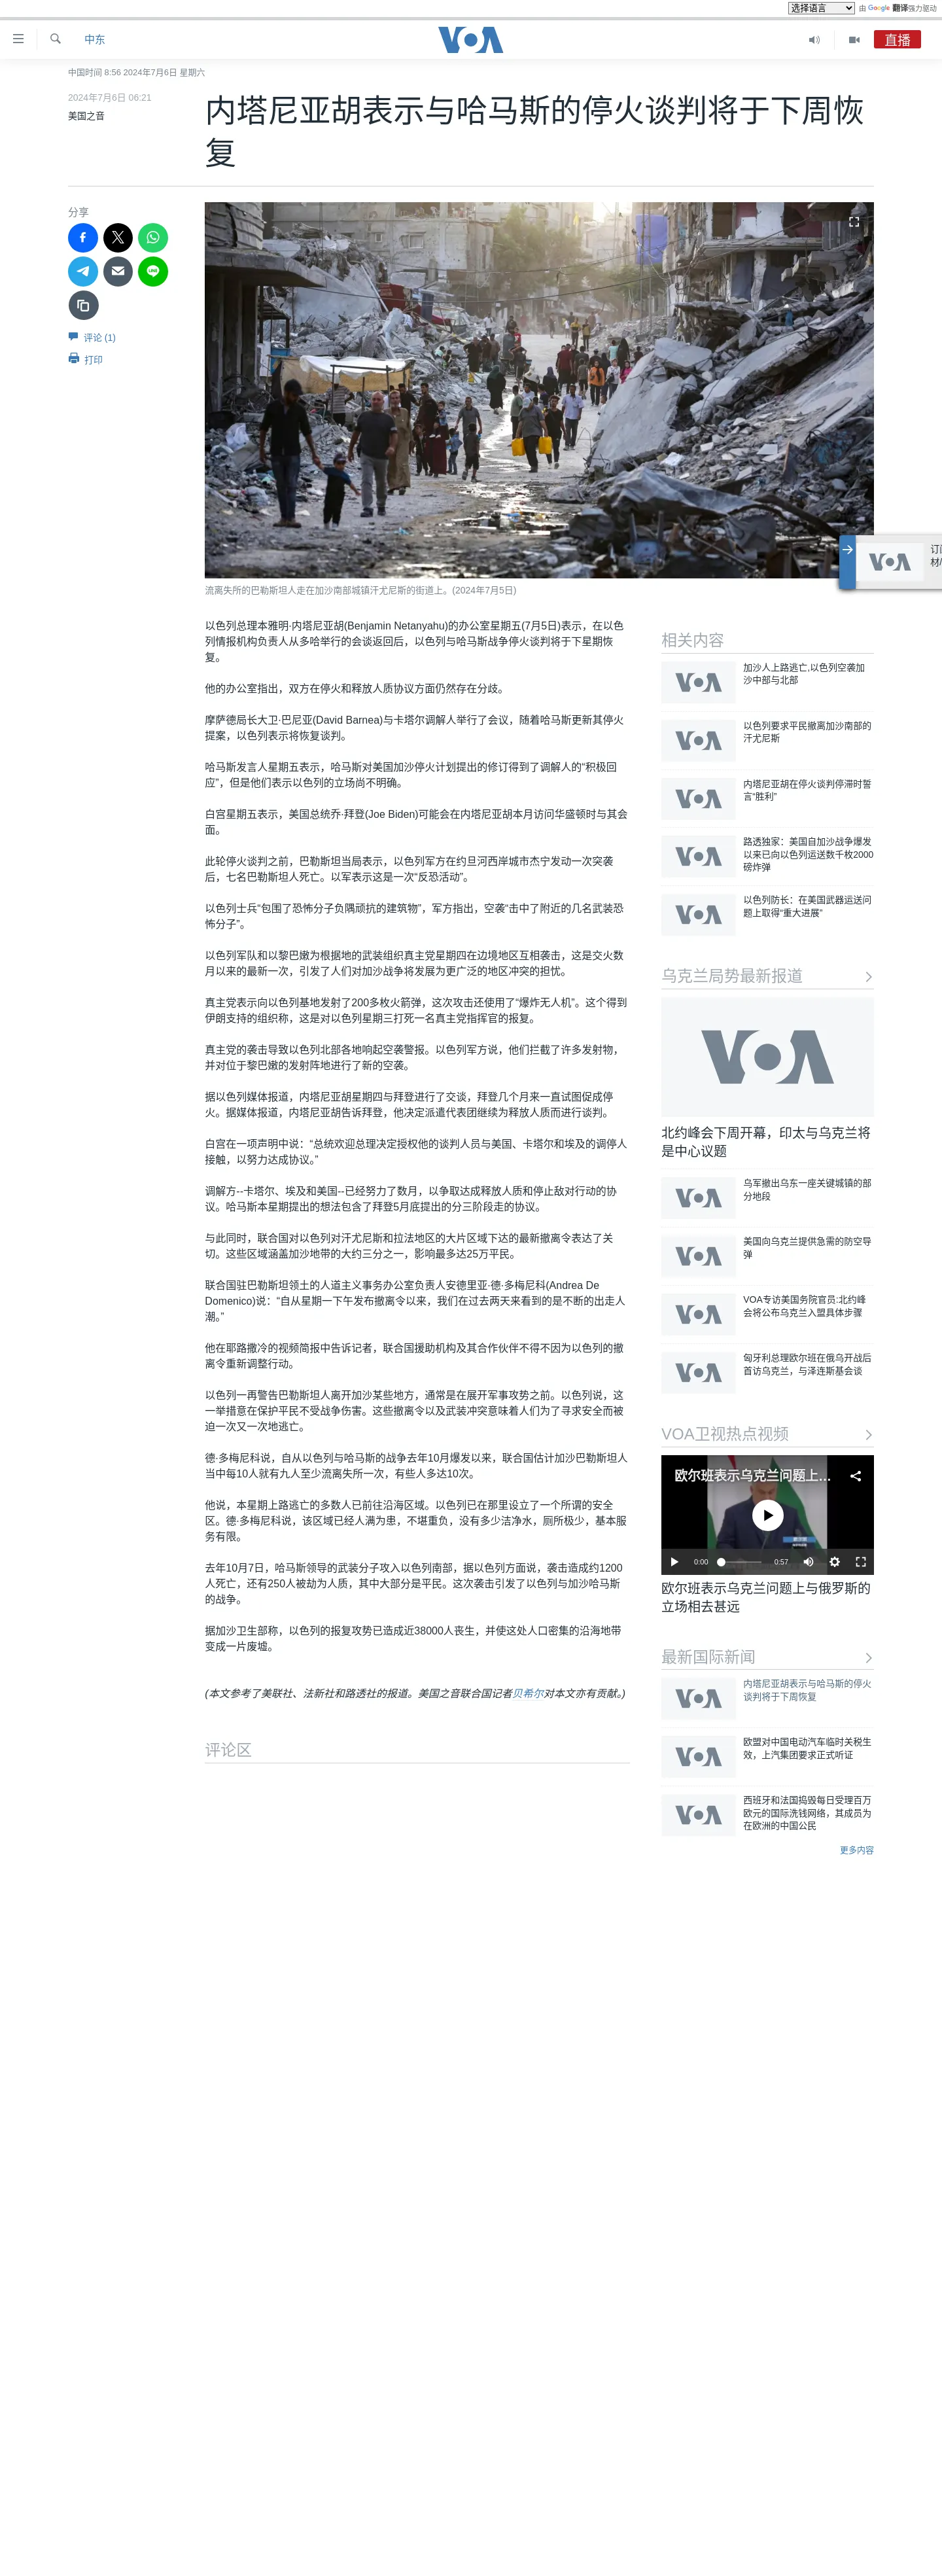 选择语言 由 Google 翻译强力驱动
中东
VOA
直播
中国时间 8:56 2024年7月6日 星期六
2024年7月6日 06:21
美国之音
内塔尼亚胡表示与哈马斯的停火谈判将于下周恢
复
分享
评论 (1)
打印
流离失所的巴勒斯坦人走在加沙南部城镇汗尤尼斯的街道上。(2024年7月5日)
以色列总理本雅明·内塔尼亚胡(Benjamin Netanyahu)的办公室星期五(7月5日)表示，在以色
列情报机构负责人从多哈举行的会谈返回后，以色列与哈马斯战争停火谈判将于下星期恢
复。
他的办公室指出，双方在停火和释放人质协议方面仍然存在分歧。
摩萨德局长大卫·巴尼亚(David Barnea)与卡塔尔调解人举行了会议，随着哈马斯更新其停火
提案，以色列表示将恢复谈判。
哈马斯发言人星期五表示，哈马斯对美国加沙停火计划提出的修订得到了调解人的“积极回
应”，但是他们表示以色列的立场尚不明确。
白宫星期五表示，美国总统乔·拜登(Joe Biden)可能会在内塔尼亚胡本月访问华盛顿时与其会
面。
此轮停火谈判之前，巴勒斯坦当局表示，以色列军方在约旦河西岸城市杰宁发动一次突袭
后，七名巴勒斯坦人死亡。以军表示这是一次“反恐活动”。
以色列士兵“包围了恐怖分子负隅顽抗的建筑物”，军方指出，空袭“击中了附近的几名武装恐
怖分子”。
以色列军队和以黎巴嫩为根据地的武装组织真主党星期四在边境地区互相袭击，这是交火数
月以来的最新一次，引发了人们对加沙战争将发展为更广泛的地区冲突的担忧。
真主党表示向以色列基地发射了200多枚火箭弹，这次攻击还使用了“爆炸无人机”。这个得到
伊朗支持的组织称，这是对以色列星期三打死一名真主党指挥官的报复。
真主党的袭击导致以色列北部各地响起空袭警报。以色列军方说，他们拦截了许多发射物，
并对位于黎巴嫩的发射阵地进行了新的空袭。
据以色列媒体报道，内塔尼亚胡星期四与拜登进行了交谈，拜登几个月来一直试图促成停
火。据媒体报道，内塔尼亚胡告诉拜登，他决定派遣代表团继续为释放人质而进行谈判。
白宫在一项声明中说：“总统欢迎总理决定授权他的谈判人员与美国、卡塔尔和埃及的调停人
接触，以努力达成协议。”
调解方--卡塔尔、埃及和美国--已经努力了数月，以争取达成释放人质和停止敌对行动的协
议。哈马斯本星期提出的想法包含了拜登5月底提出的分三阶段走的协议。
与此同时，联合国对以色列对汗尤尼斯和拉法地区的大片区域下达的最新撤离令表达了关
切。这些区域涵盖加沙地带的大约三分之一，影响最多达25万平民。
联合国驻巴勒斯坦领土的人道主义事务办公室负责人安德里亚·德·多梅尼科(Andrea De
Domenico)说：“自从星期一下午发布撤离令以来，我们在过去两天来看到的是不断的出走人
潮。”
他在耶路撒冷的视频简报中告诉记者，联合国援助机构及其合作伙伴不得不因为以色列的撤
离令重新调整行动。
以色列一再警告巴勒斯坦人离开加沙某些地方，通常是在展开军事攻势之前。以色列说，这
一举措意在保护平民不受战争伤害。这些撤离令以及武装冲突意味着人们为了寻求安全而被
迫一次又一次地逃亡。
德·多梅尼科说，自从以色列与哈马斯的战争去年10月爆发以来，联合国估计加沙巴勒斯坦人
当中每10人就有九人至少流离失所一次，有些人多达10次。
他说，本星期上路逃亡的多数人已前往沿海区域。以色列已在那里设立了一个所谓的安全
区。德·多梅尼科说，该区域已经人满为患，不堪重负，没有多少洁净水，厕所极少，基本服
务有限。
去年10月7日，哈马斯领导的武装分子攻入以色列南部，据以色列方面说，袭击造成约1200
人死亡，还有250人被劫为人质，其中大部分是平民。这次袭击引发了以色列与加沙哈马斯
的战争。
据加沙卫生部称，以色列的报复攻势已造成近38000人丧生，并使这处人口密集的沿海地带
变成一片废墟。
(本文参考了美联社、法新社和路透社的报道。美国之音联合国记者贝希尔对本文亦有贡献。)
评论区
VOA
相关内容
VOA
加沙人上路逃亡,以色列空袭加
沙中部与北部
VOA
以色列要求平民撤离加沙南部的
汗尤尼斯
VOA
内塔尼亚胡在停火谈判停滞时誓
言“胜利”
VOA
路透独家：美国自加沙战争爆发
以来已向以色列运送数千枚2000
磅炸弹
VOA
以色列防长：在美国武器运送问
题上取得“重大进展”
乌克兰局势最新报道
VOA
北约峰会下周开幕，印太与乌克兰将
是中心议题
VOA
乌军撤出乌东一座关键城镇的部
分地段
VOA
美国向乌克兰提供急需的防空导
弹
VOA
VOA专访美国务院官员:北约峰
会将公布乌克兰入盟具体步骤
VOA
匈牙利总理欧尔班在俄乌开战后
首访乌克兰，与泽连斯基会谈
VOA卫视热点视频
欧尔班表示乌克兰问题上...
0:00 0:57
欧尔班表示乌克兰问题上与俄罗斯的
立场相去甚远
最新国际新闻
VOA
内塔尼亚胡表示与哈马斯的停火
谈判将于下周恢复
VOA
欧盟对中国电动汽车临时关税生
效，上汽集团要求正式听证
VOA
西班牙和法国捣毁每日受理百万
欧元的国际洗钱网络，其成员为
在欧洲的中国公民
更多内容